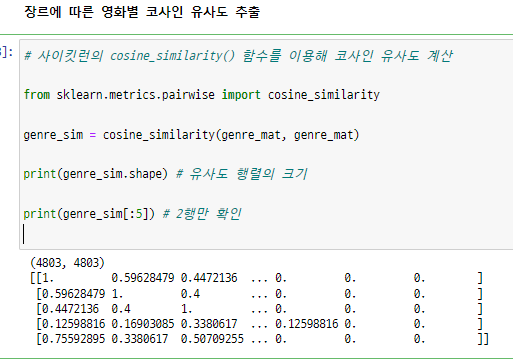 장르에 따른 영화별 코사인 유사도 추출
]:
# 사이킷런의 cosine_similarity() 함수를 이용해 코사인 유사도 계산
from sklearn.metrics.pairwise import cosine_similarity
genre_sim = cosine_similarity(genre_mat, genre_mat)
print(genre_sim.shape) # 유사도 행렬의 크기
print(genre_sim[:5]) # 2행만 확인
(4803, 4803)
[[1. 0.59628479 0.4472136 ... 0. 0. 0. ]
[0.59628479 1. 0.4 ... 0. 0. 0. ]
[0.4472136 0.4 1. ... 0. 0. 0. ]
[0.12598816 0.16903085 0.3380617 ... 0.12598816 0. 0. ]
[0.75592895 0.3380617 0.50709255 ... 0. 0. 0. ]]